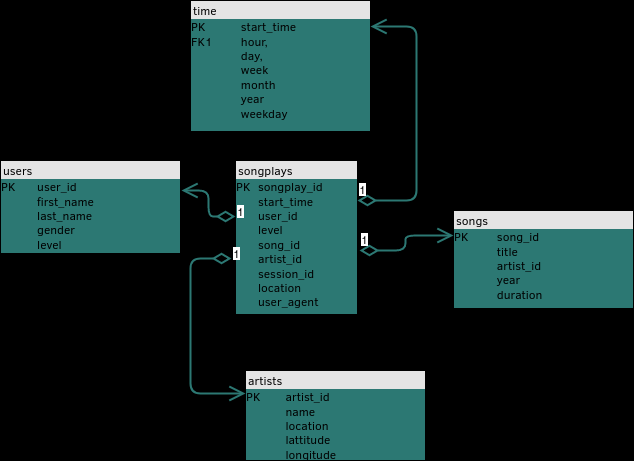 time
PK start_time
FK1 hour,
day,
week
month
year
weekday
users
PK user_id
first_name
last_name
gender
level
songplays
PK songplay_id
start_time
user_id
level
song_id
artist_id
session_id
location
user_agent
1
1
1
1
songs
PK song_id
title
artist_id
year
duration
artists
PK artist_id
name
location
lattitude
longitude